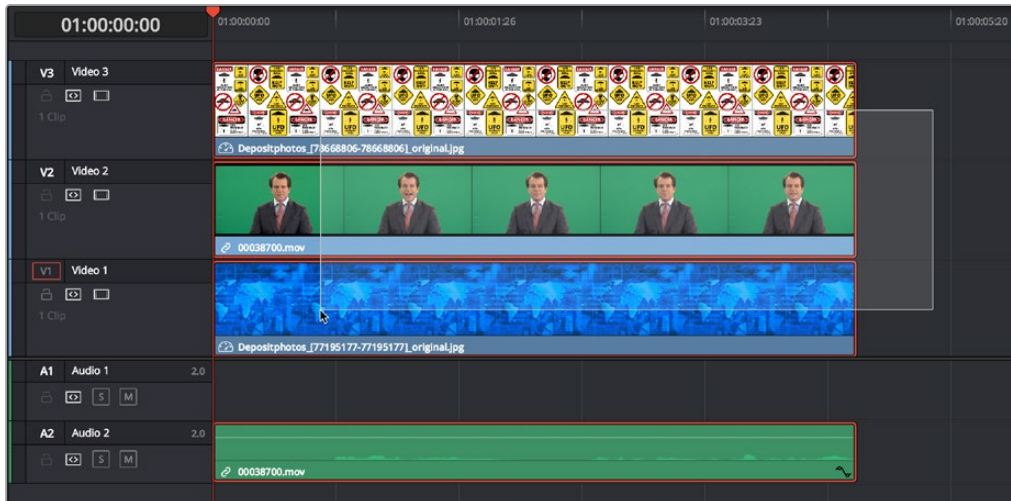 01:00:00:00
01:00:00:00
01:00:01:26
01:00:03:23
01:00:05:20
V3 Video 3
1 Clip
Depositphotos_[78668806-78668806]_original.jpg
V2 Video 2
1 Clip
00038700.mov
V1 Video 1
1 Clip
Depositphotos_[77195177-77195177]_original.jpg
A1 Audio 1 2.0
S M
A2 Audio 2 2.0
S M
00038700.mov